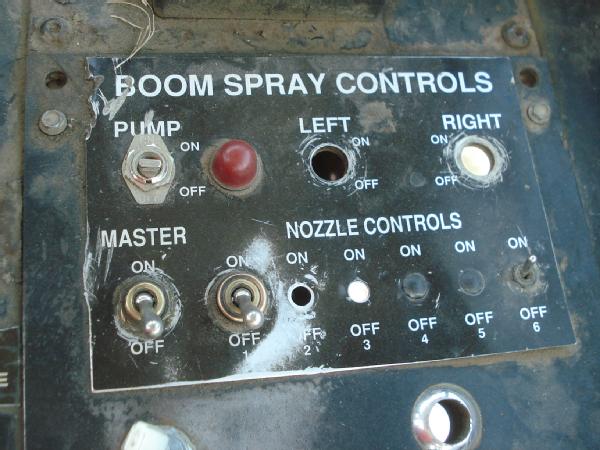 BOOM SPRAY CONTROLS
PUMP LEFT RIGHT
ON ON ON
OFF OFF OFF
MASTER NOZZLE CONTROLS
ON ON ON ON ON ON ON
OFF OFF OFF OFF OFF OFF OFF
1 2 3 4 5 6
E